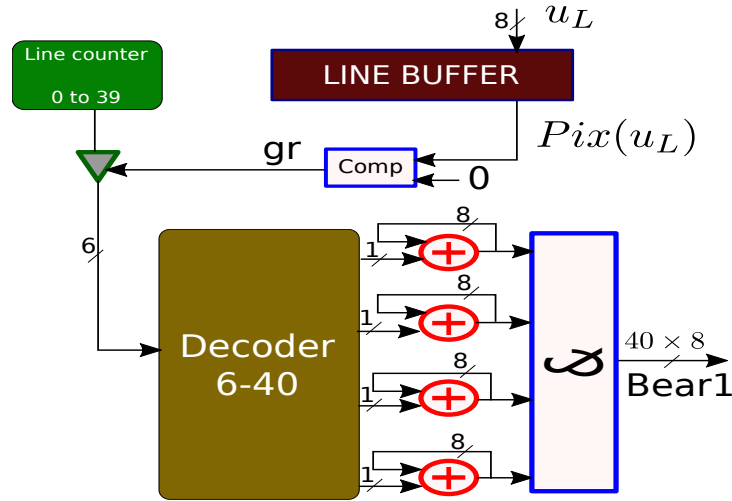 Line counter
0 to 39
8
u_L
LINE BUFFER
Pix(u_L)
gr
Comp
0
6
Decoder
6-40
8
1
+
8
1
+
8
1
+
8
1
+
&
40 × 8
Bear1